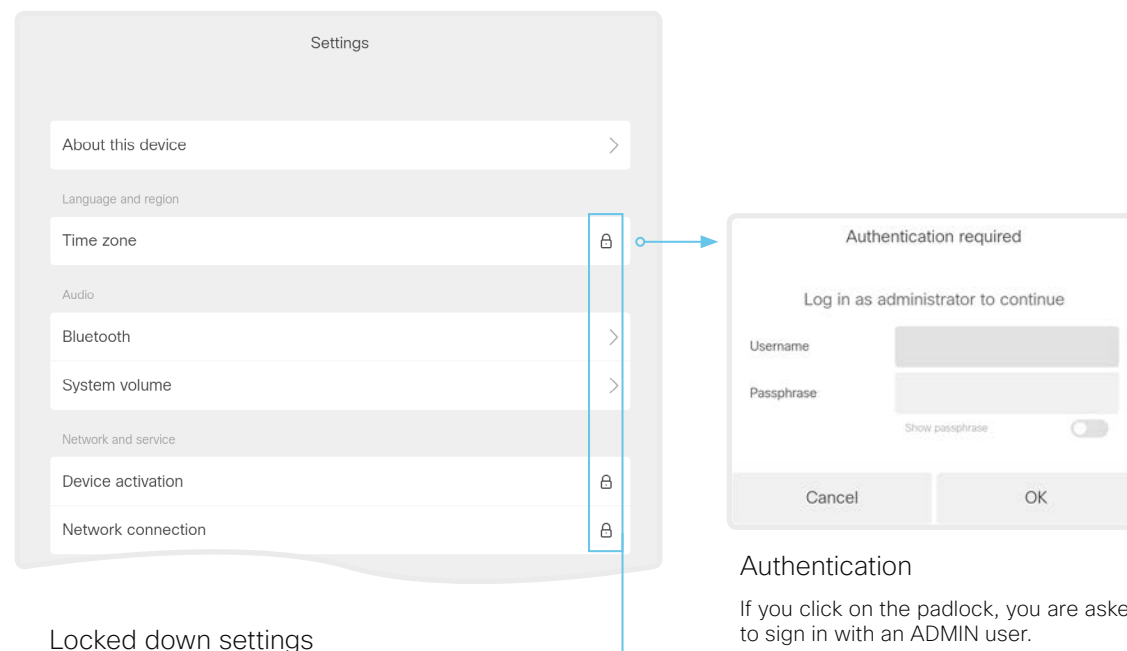 Settings
About this device
Language and region
Time zone
Audio
Bluetooth
System volume
Network and service
Device activation
Network connection
Locked down settings
Authentication required
Log in as administrator to continue
Username
Passphrase
Show passphrase
Cancel OK
Authentication
If you click on the padlock, you are aske
to sign in with an ADMIN user.